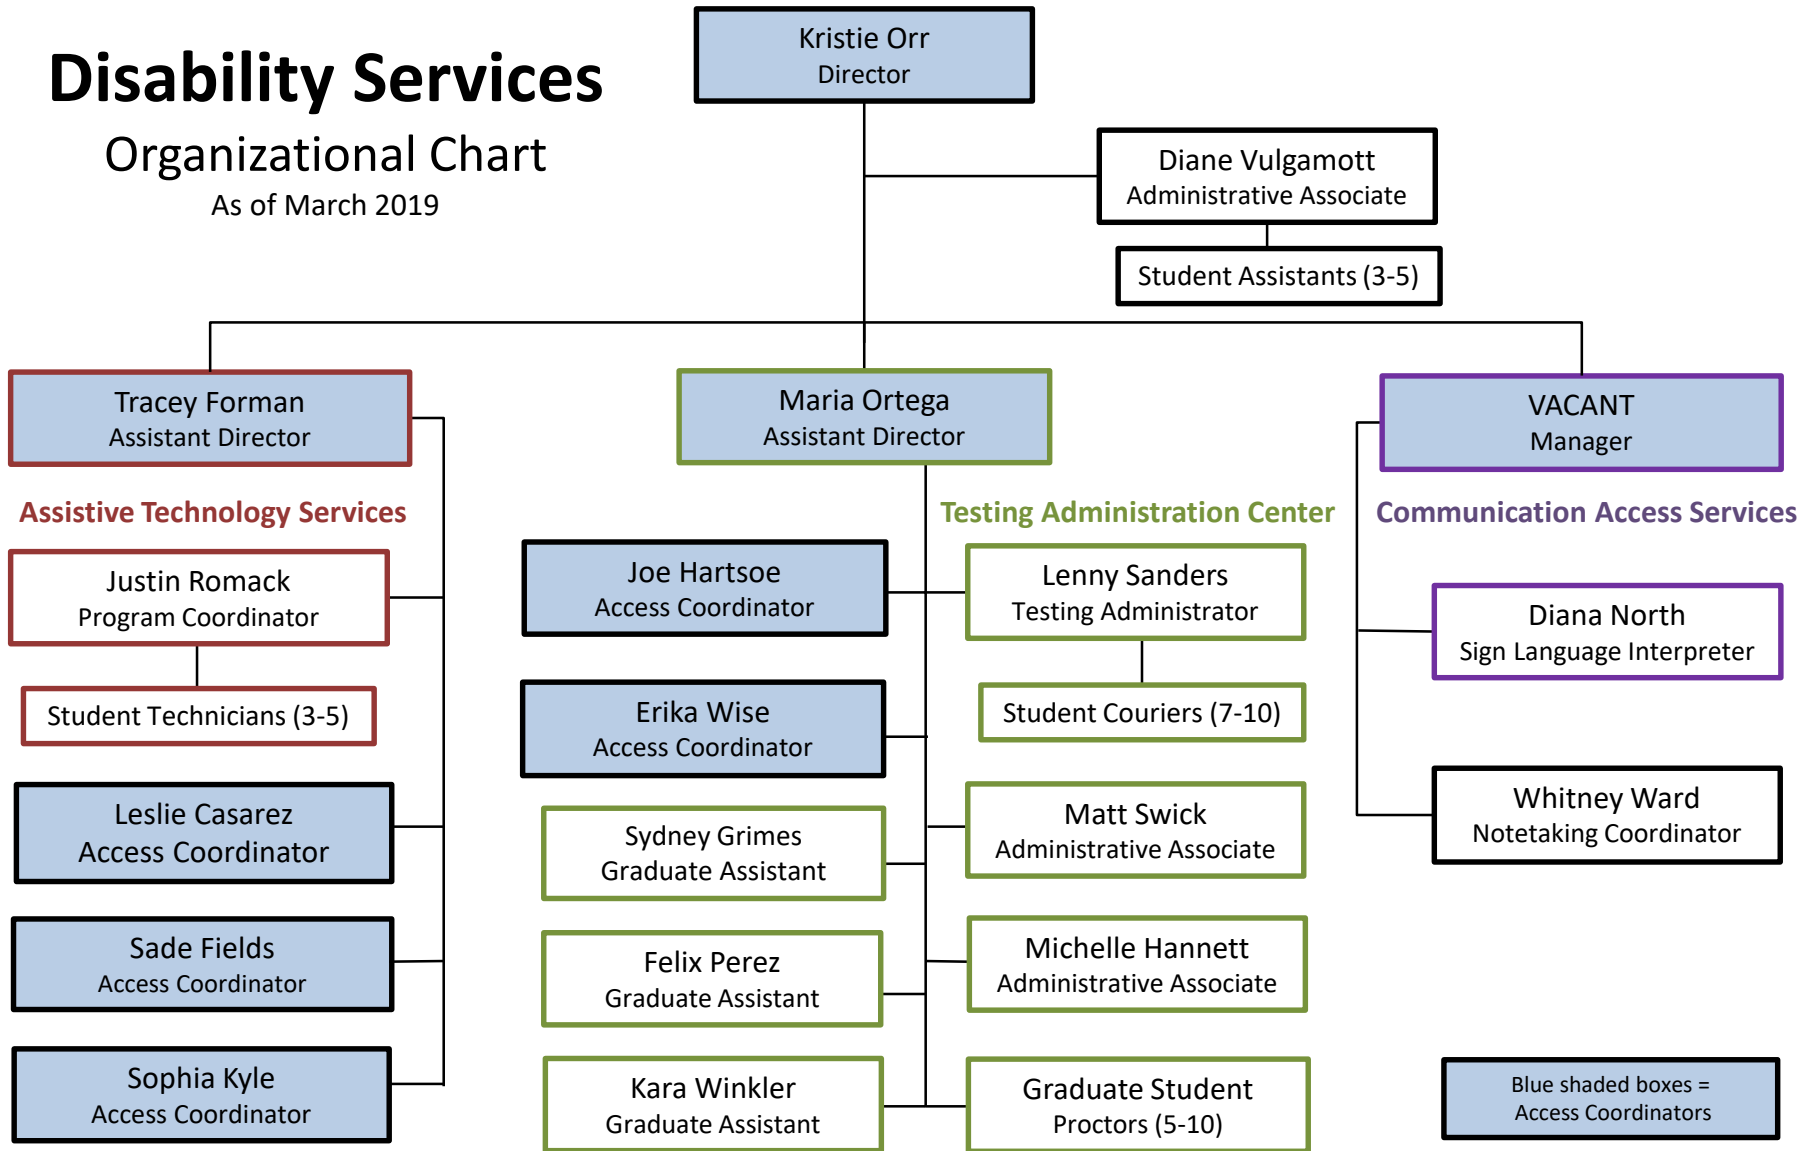 Disability Services
Organizational Chart
As of March 2019
Kristie Orr
Director
Diane Vulgamott
Administrative Associate
Student Assistants (3-5)
Tracey Forman
Assistant Director
Maria Ortega
Assistant Director
VACANT
Manager
Assistive Technology Services
Justin Romack
Program Coordinator
Student Technicians (3-5)
Leslie Casarez
Access Coordinator
Sade Fields
Access Coordinator
Sophia Kyle
Access Coordinator
Testing Administration Center
Joe Hartsoe
Access Coordinator
Erika Wise
Access Coordinator
Sydney Grimes
Graduate Assistant
Felix Perez
Graduate Assistant
Kara Winkler
Graduate Assistant
Lenny Sanders
Testing Administrator
Student Couriers (7-10)
Matt Swick
Administrative Associate
Michelle Hannett
Administrative Associate
Graduate Student
Proctors (5-10)
Communication Access Services
Diana North
Sign Language Interpreter
Whitney Ward
Notetaking Coordinator
Blue shaded boxes =
Access Coordinators